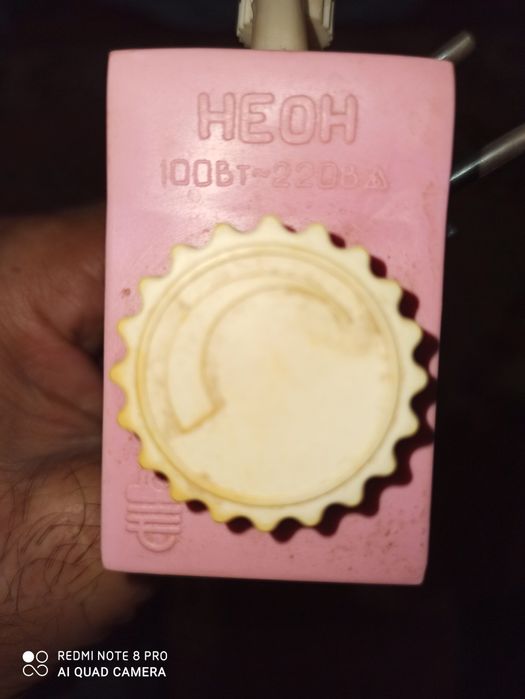 НЕОН
100Вт~220В
REDMI NOTE 8 PRO
AI QUAD CAMERA